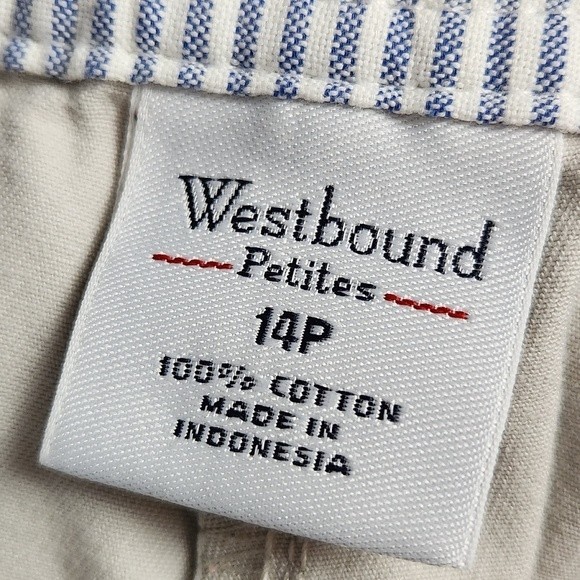 Westbound
Petites
14P
100% COTTON
MADE IN
INDONESIA